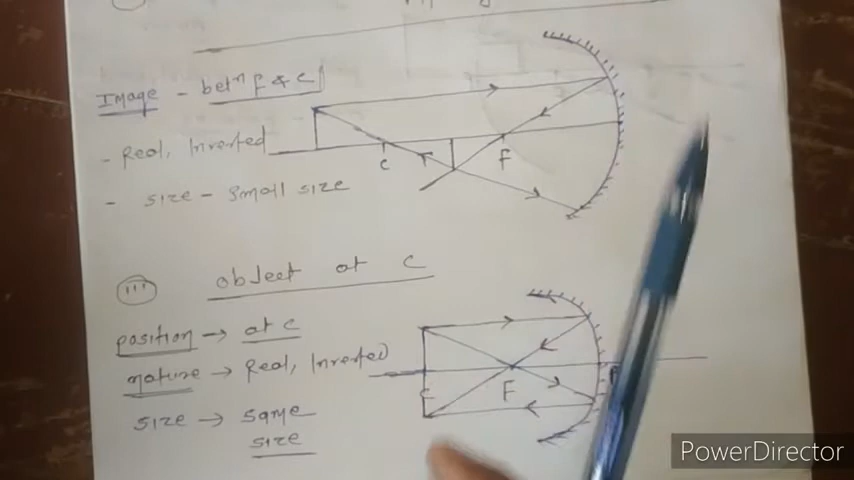 Image - betⁿ f & C
- Real, Inverted
C
F
- size - Small size
(iii) object at C
position → at C
nature → Real, Inverted
C
F
size → same
size
PowerDirector